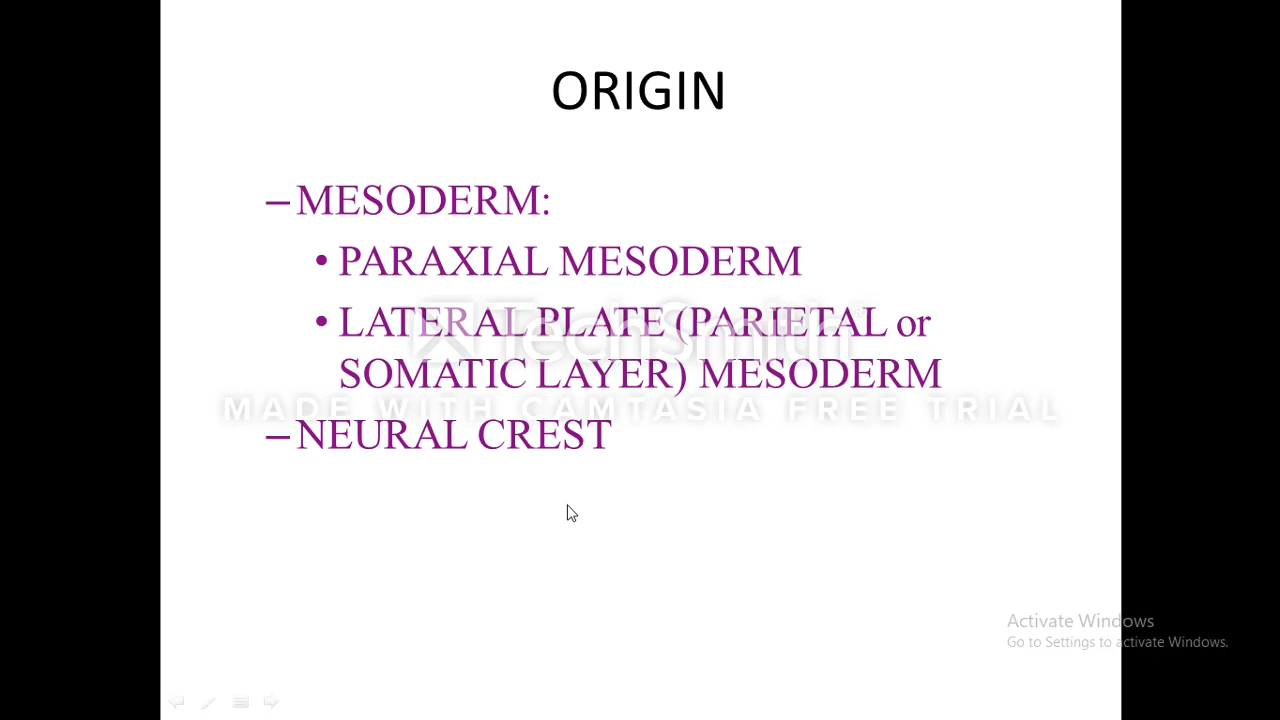 ORIGIN
– MESODERM:
• PARAXIAL MESODERM
• LATERAL PLATE (PARIETAL or
SOMATIC LAYER) MESODERM
TechSmith
MADE WITH CAMTASIA FREE TRIAL
– NEURAL CREST
Activate Windows
Go to Settings to activate Windows.